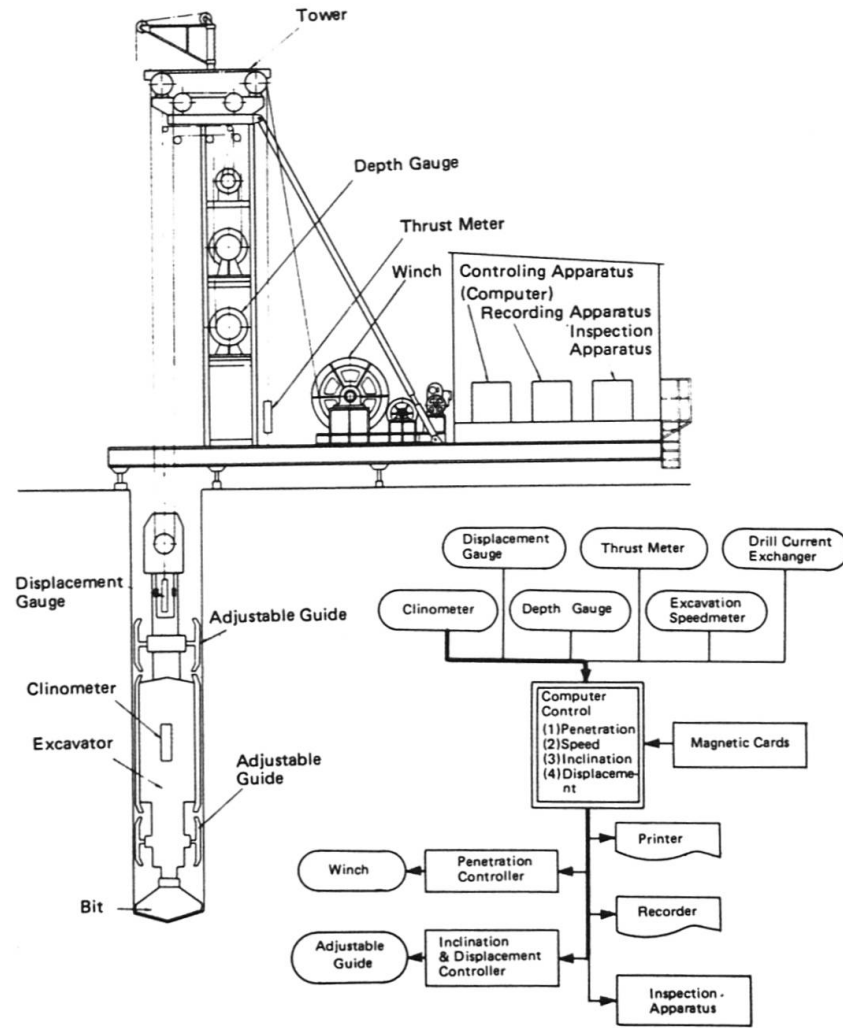 Tower
Depth Gauge
Thrust Meter
Winch
Controling Apparatus
(Computer)
Recording Apparatus
Inspection
Apparatus
Displacement
Gauge
Adjustable Guide
Clinometer
Excavator
Adjustable
Guide
Bit
Displacement
Gauge
Thrust Meter
Drill Current
Exchanger
Clinometer
Depth Gauge
Excavation
Speedmeter
Computer
Control
(1)Penetration
(2)Speed
(3)Inclination
(4)Displaceme-
nt
Magnetic Cards
Printer
Winch
Penetration
Controller
Recorder
Adjustable
Guide
Inclination
& Displacement
Controller
Inspection-
Apparatus